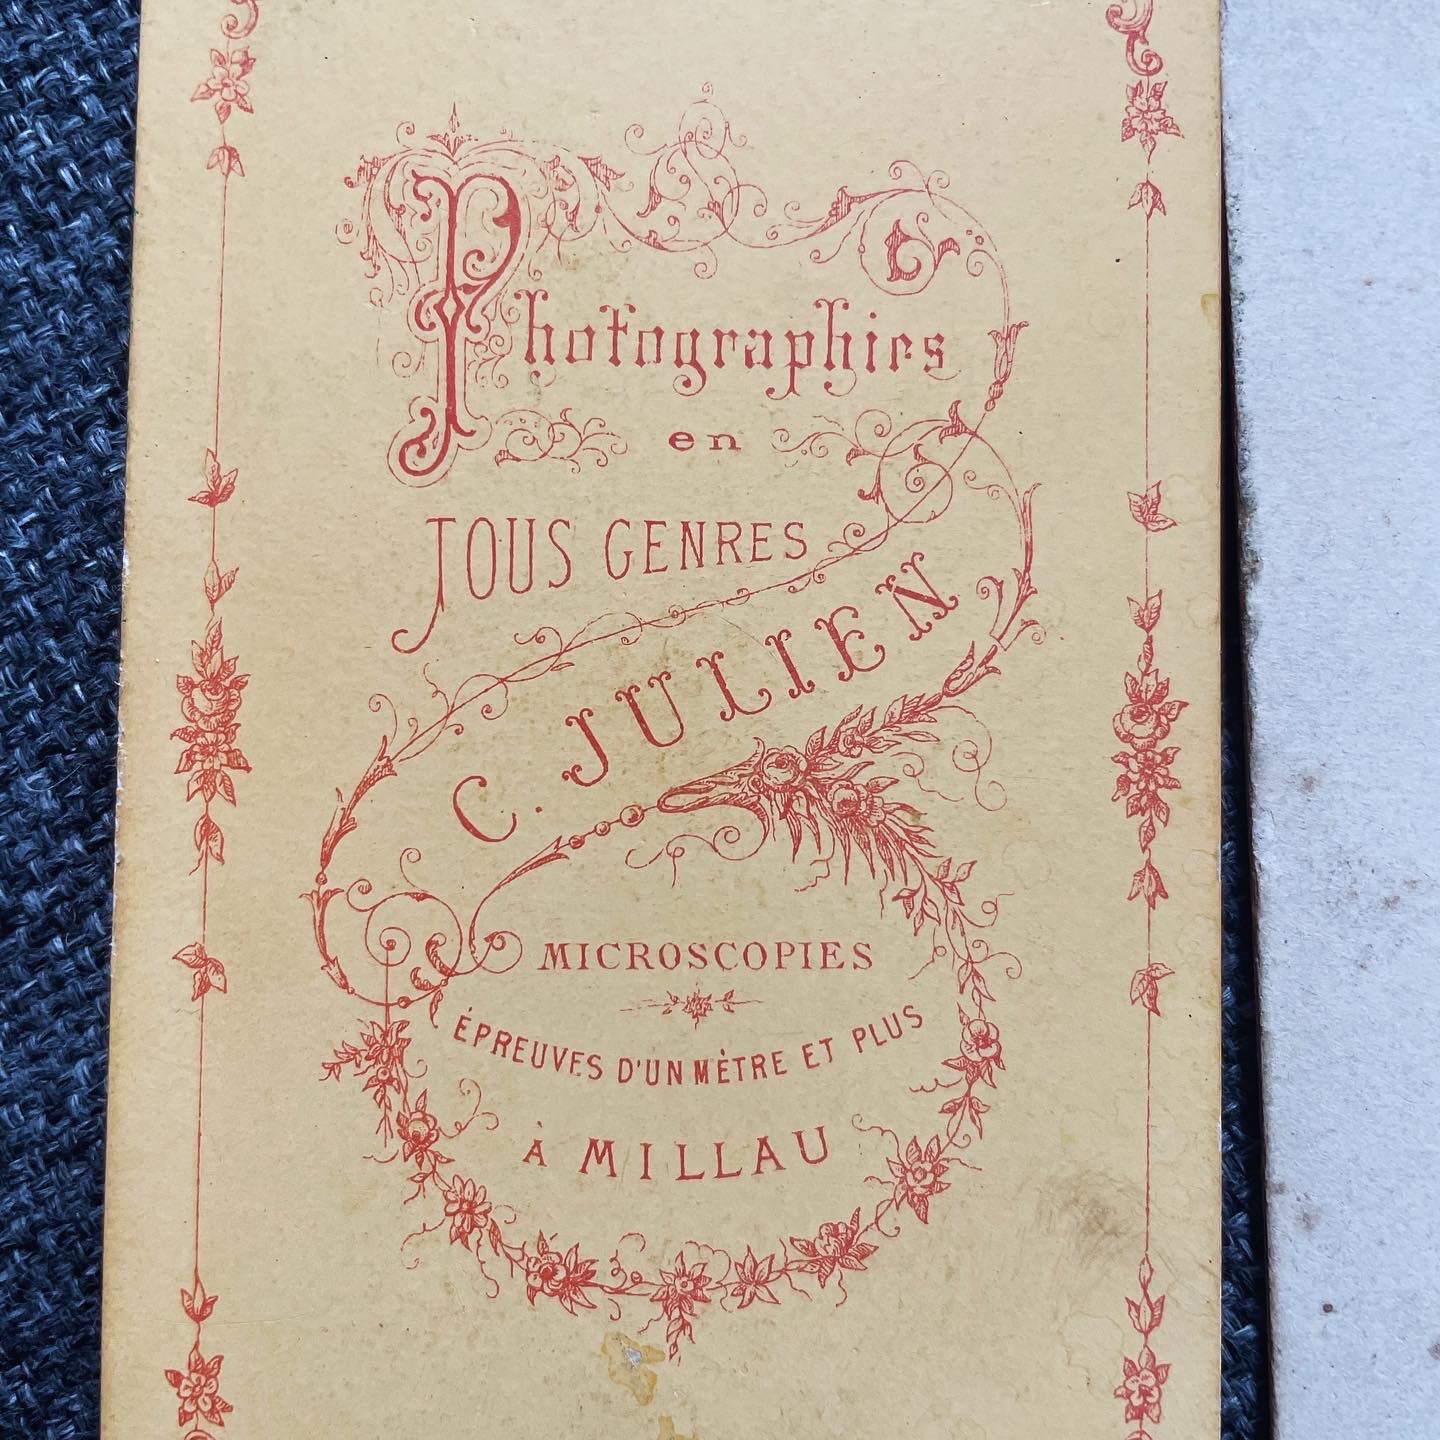 Photographies
en
TOUS GENRES
C. JULIEN
MICROSCOPIES
ÉPREUVES D'UN MÈTRE ET PLUS
À MILLAU